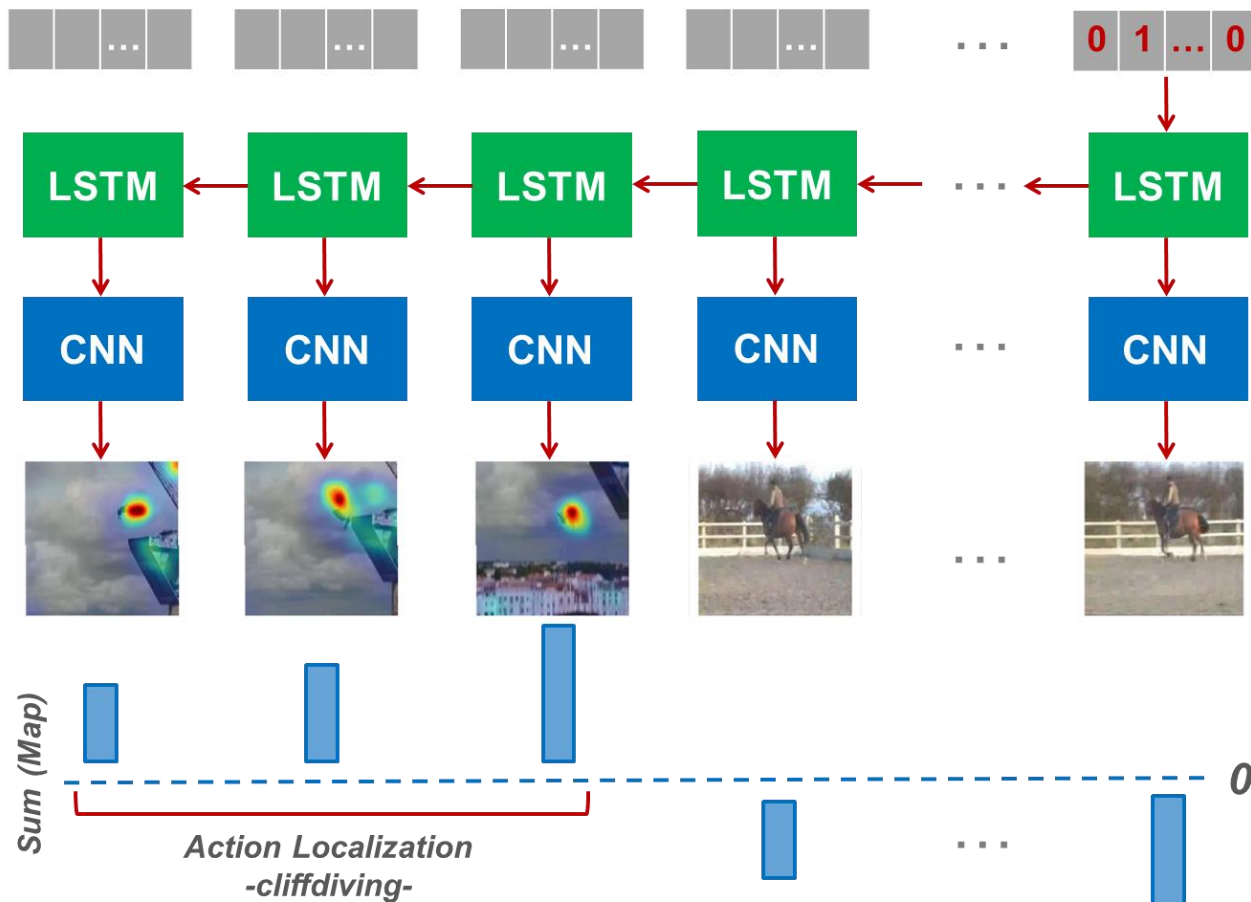 ... ... ... ... ... 0 1 ... 0
LSTM LSTM LSTM LSTM ... LSTM
CNN CNN CNN CNN ... CNN
...
Sum (Map)
0
Action Localization
-cliffdiving-
...